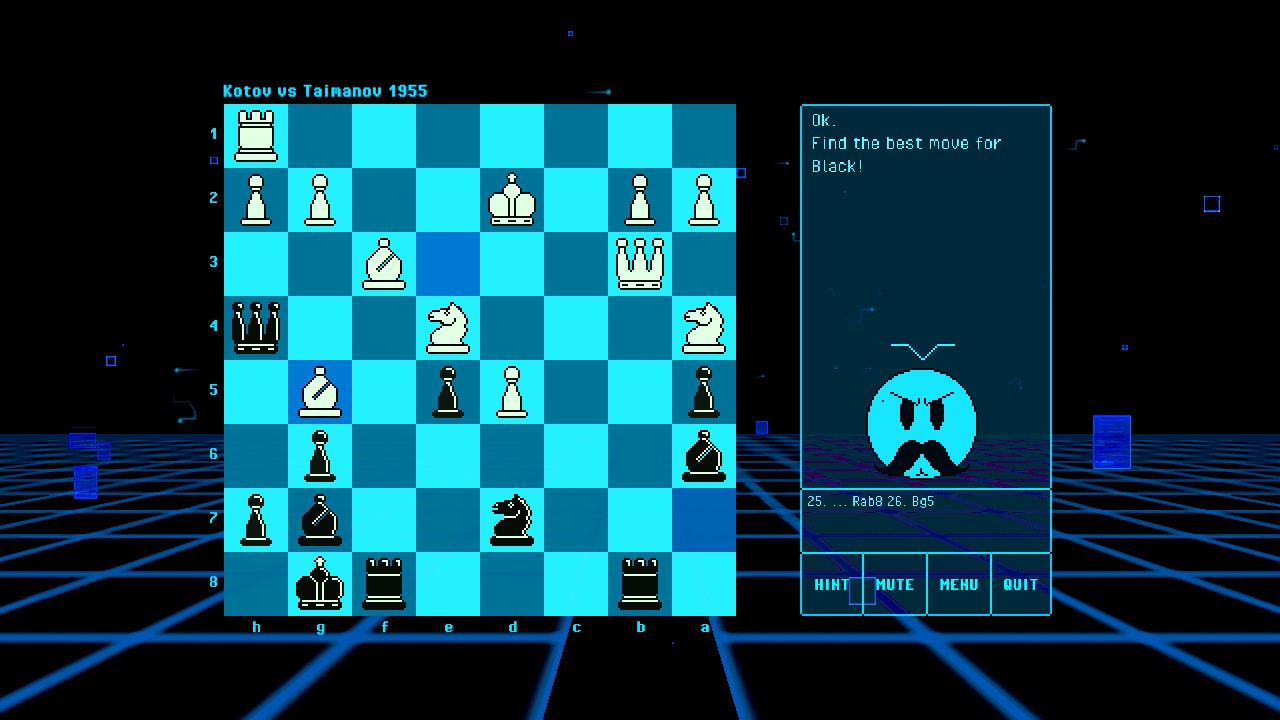 Kotov vs Taimanov 1955
1
2
3
4
5
6
7
8
h g f e d c b a
Ok.
Find the best move for
Black!
25. ... Rab8 26. Bg5
HINT MUTE MENU QUIT